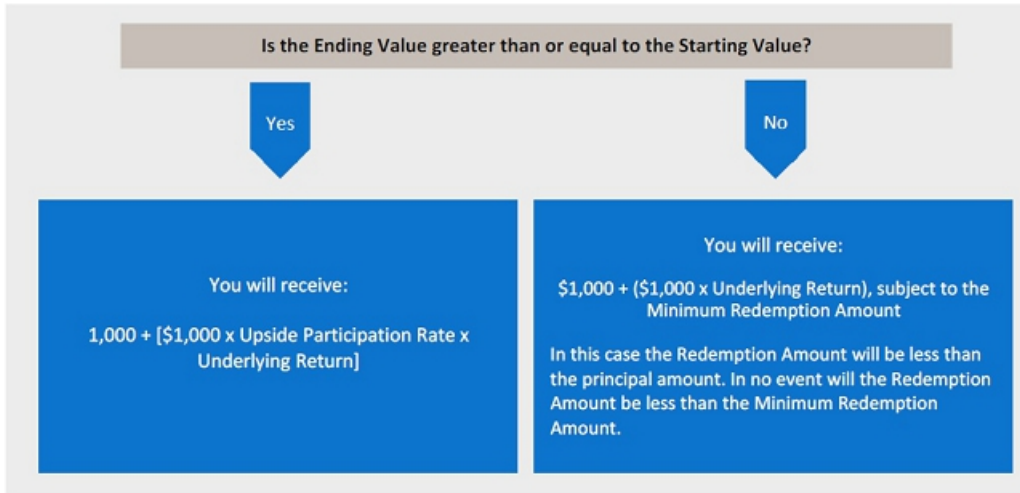 Is the Ending Value greater than or equal to the Starting Value?
Yes
No
You will receive:
1,000 + [$1,000 x Upside Participation Rate x
Underlying Return]
You will receive:
$1,000 + ($1,000 x Underlying Return), subject to the
Minimum Redemption Amount
In this case the Redemption Amount will be less than
the principal amount. In no event will the Redemption
Amount be less than the Minimum Redemption
Amount.